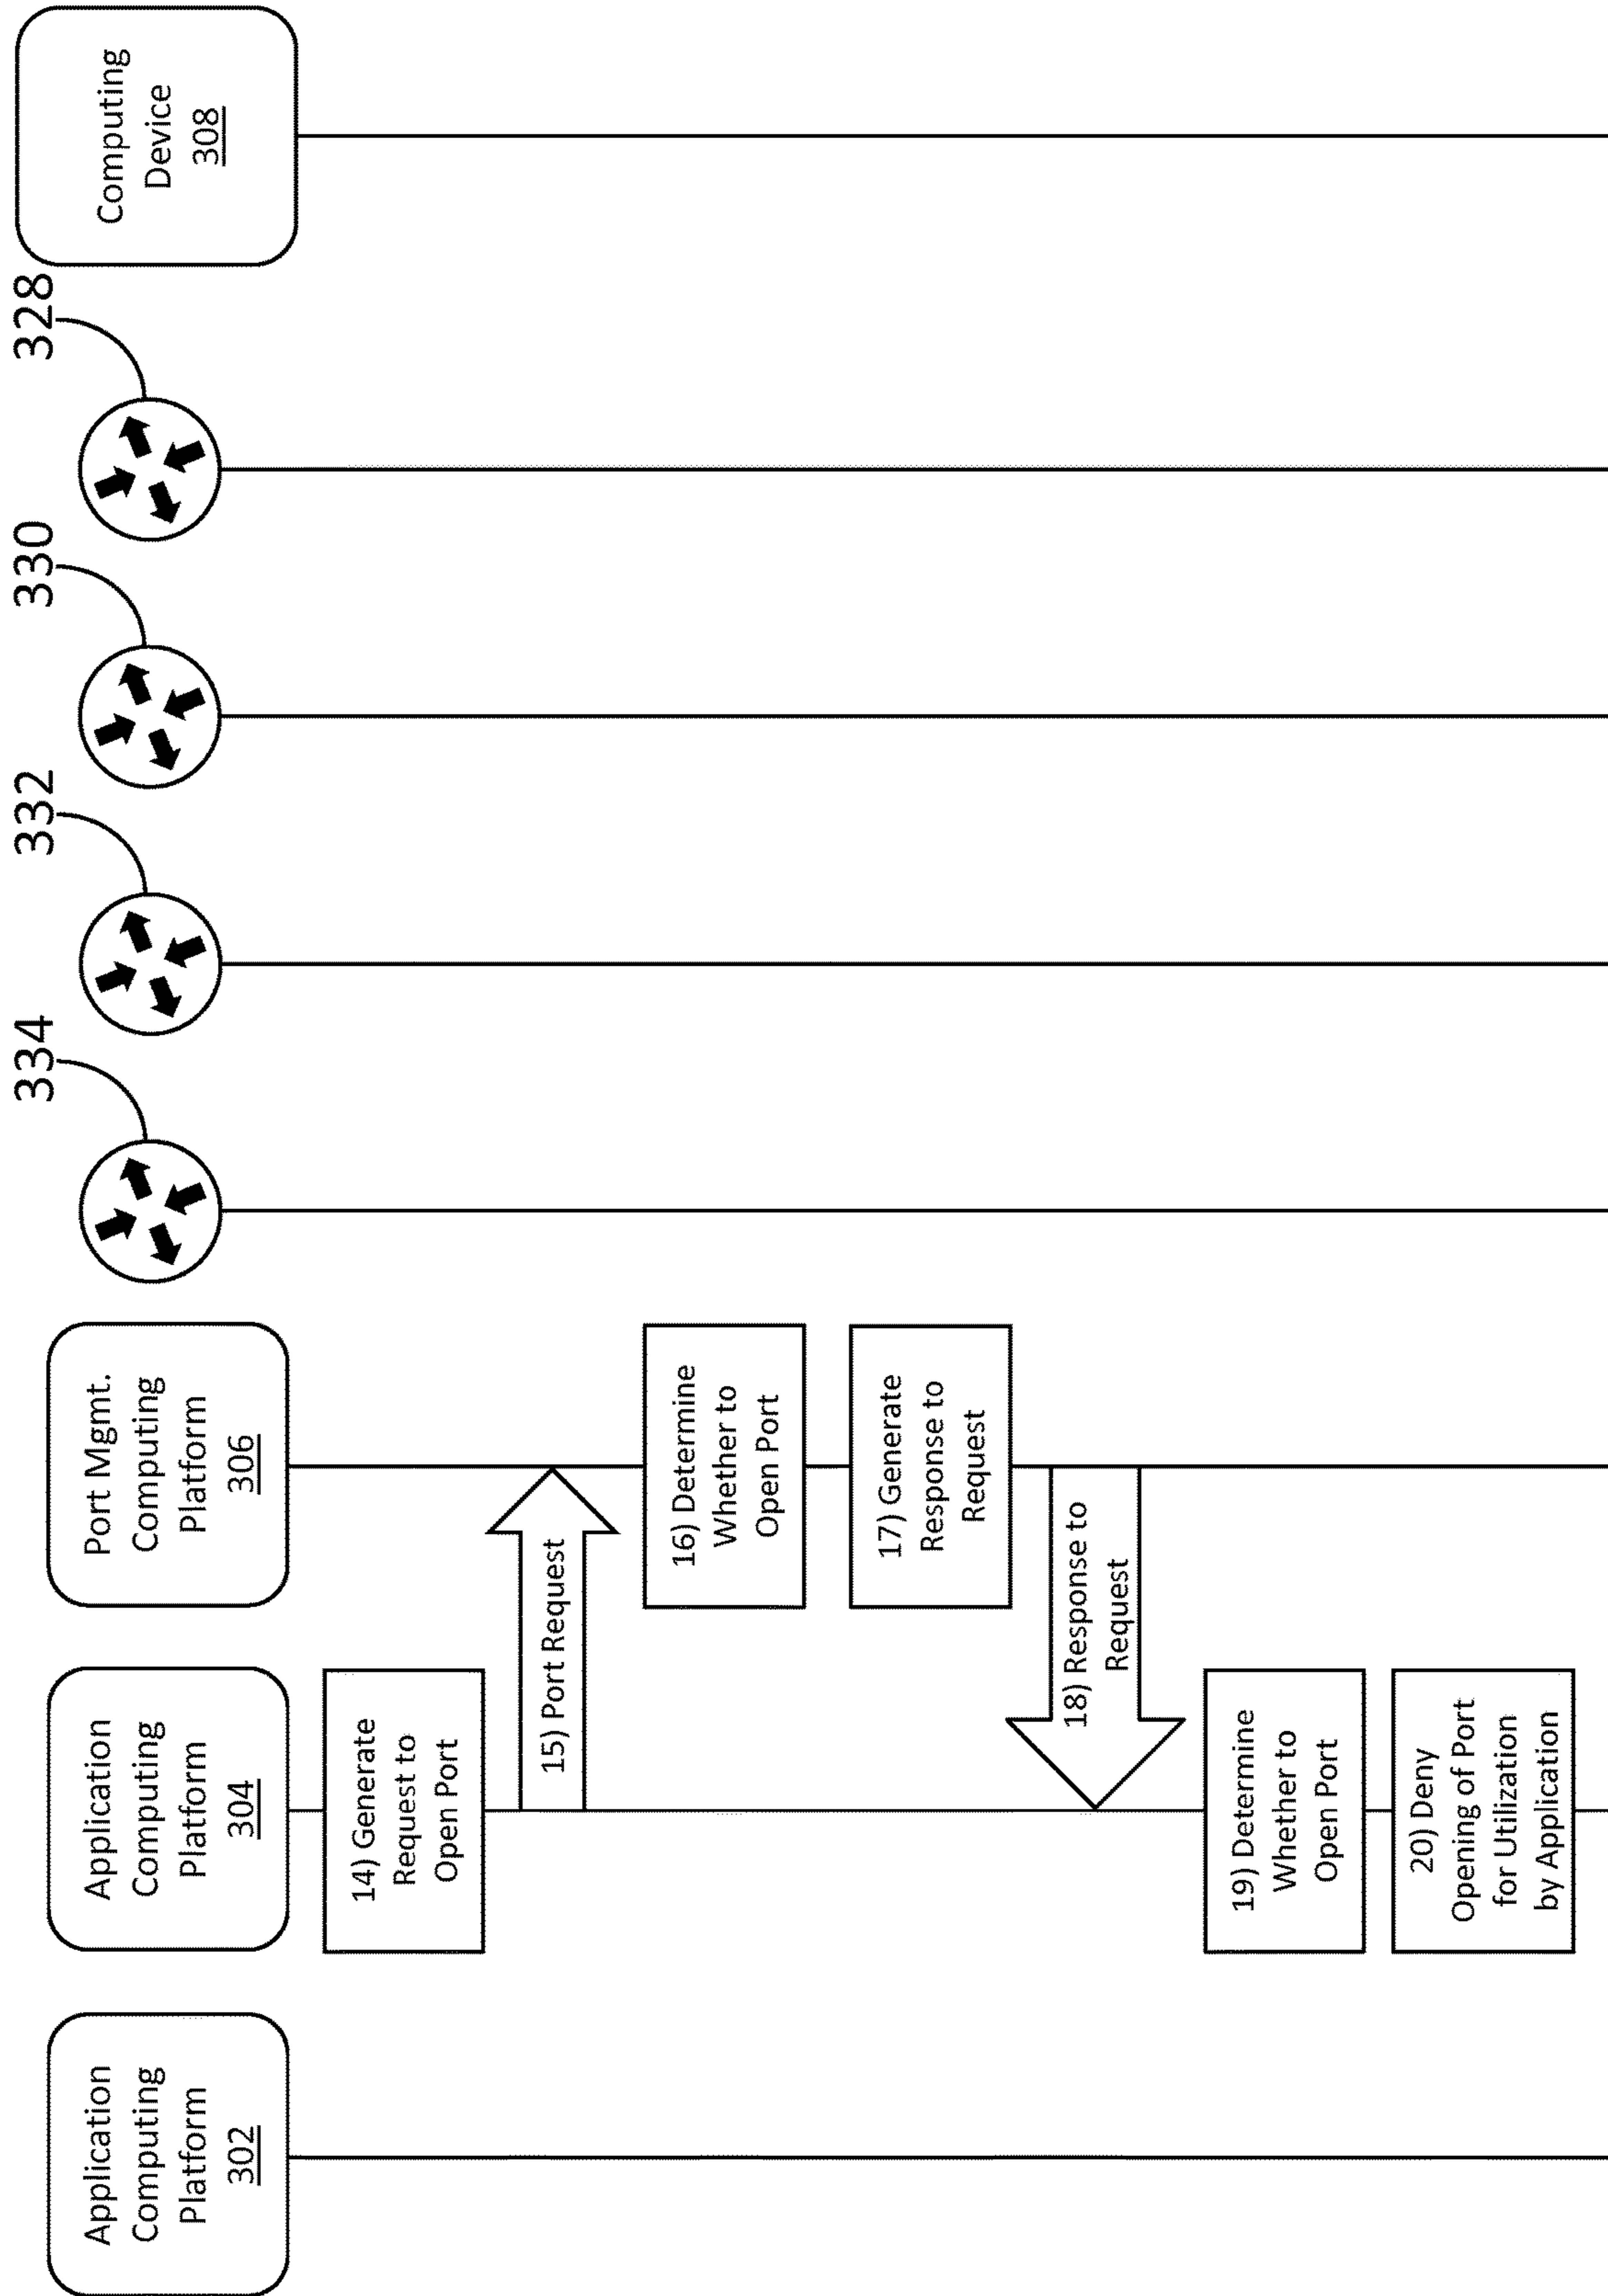 Application
Computing
Platform
302
Application
Computing
Platform
304
Port Mgmt.
Computing
Platform
306
334
332
330
328
Computing
Device
308
14) Generate
Request to
Open Port
15) Port Request
16) Determine
Whether to
Open Port
17) Generate
Response to
Request
18) Response to
Request
19) Determine
Whether to
Open Port
20) Deny
Opening of Port
for Utilization
by Application